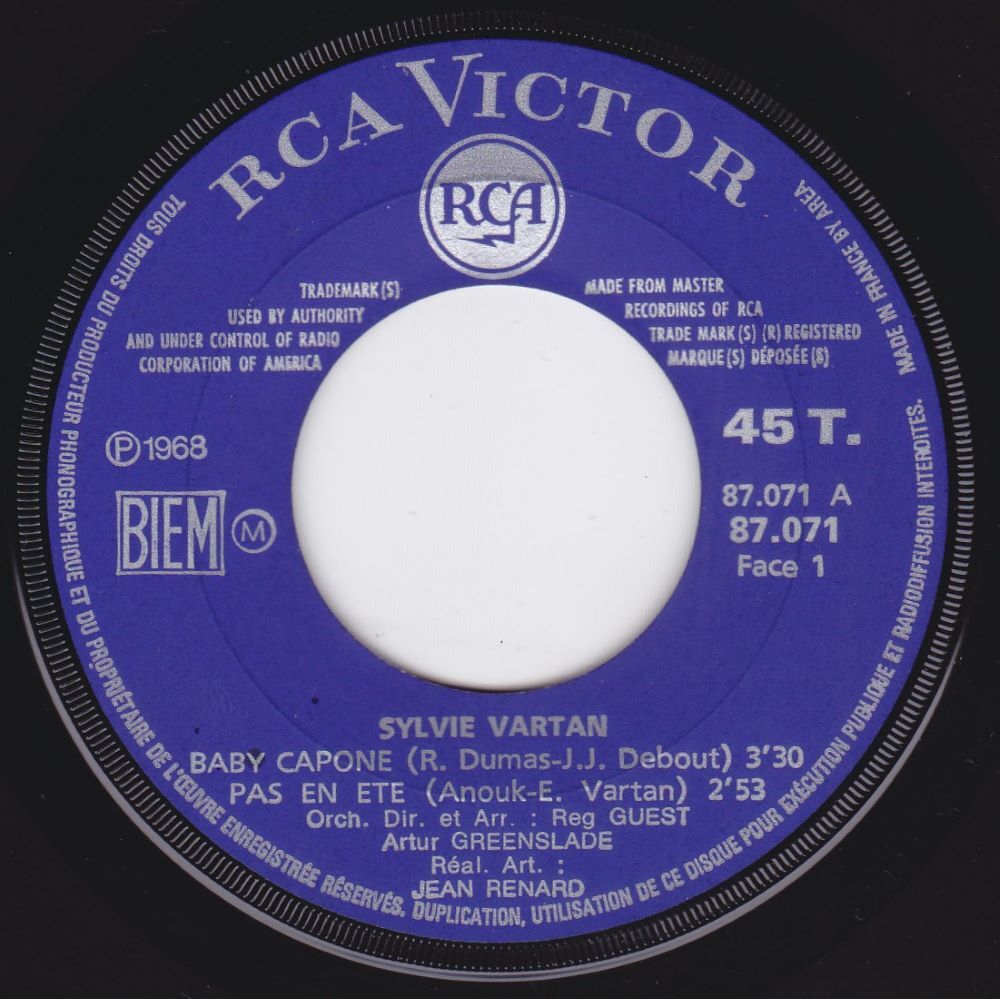 RCA VICTOR
RCA
TRADEMARK(S)
USED BY AUTHORITY
AND UNDER CONTROL OF RADIO
CORPORATION OF AMERICA
MADE FROM MASTER
RECORDINGS OF RCA
TRADE MARK(S) (R) REGISTERED
MARQUE(S) DÉPOSÉE(S)
℗ 1968
BIEM M
45 T.
87.071 A
87.071
Face 1
SYLVIE VARTAN
BABY CAPONE (R. Dumas-J.J. Debout) 3'30
PAS EN ETE (Anouk-E. Vartan) 2'53
Orch. Dir. et Arr. : Reg GUEST
Artur GREENSLADE
Réal. Art. :
JEAN RENARD
TOUS DROITS DU PRODUCTEUR PHONOGRAPHIQUE ET DU PROPRIÉTAIRE DE L'ŒUVRE ENREGISTRÉE RÉSERVÉS. DUPLICATION, UTILISATION DE CE DISQUE POUR EXÉCUTION PUBLIQUE ET RADIODIFFUSION INTERDITES. MADE IN FRANCE BY AREA